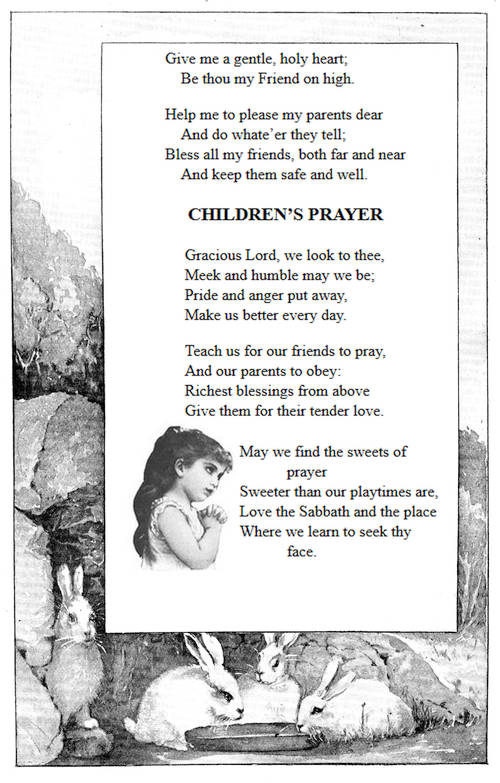 Give me a gentle, holy heart;
Be thou my Friend on high.
Help me to please my parents dear
And do whate’er they tell;
Bless all my friends, both far and near
And keep them safe and well.
CHILDREN’S PRAYER
Gracious Lord, we look to thee,
Meek and humble may we be;
Pride and anger put away,
Make us better every day.
Teach us for our friends to pray,
And our parents to obey:
Richest blessings from above
Give them for their tender love.
May we find the sweets of
prayer
Sweeter than our playtimes are,
Love the Sabbath and the place
Where we learn to seek thy
face.